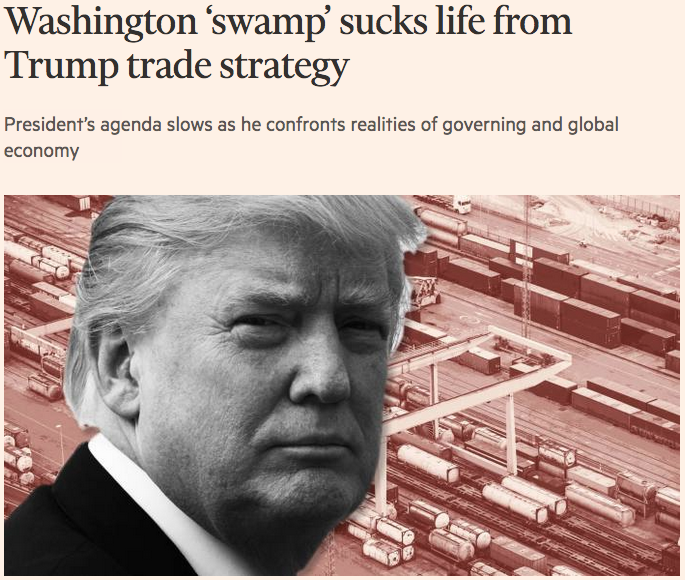 Washington ‘swamp’ sucks life from
Trump trade strategy
President’s agenda slows as he confronts realities of governing and global
economy